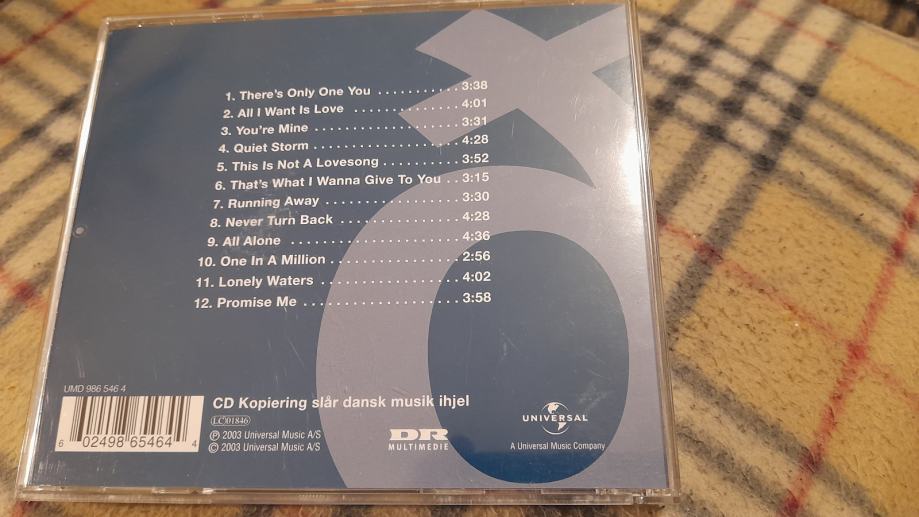 1. There's Only One You . . . . . . . . . . . 3:38
2. All I Want Is Love . . . . . . . . . . . . . . . . 4:01
3. You're Mine . . . . . . . . . . . . . . . . . . . . . 3:31
4. Quiet Storm . . . . . . . . . . . . . . . . . . . . . 4:28
5. This Is Not A Lovesong . . . . . . . . . . . 3:52
6. That's What I Wanna Give To You . . 3:15
7. Running Away . . . . . . . . . . . . . . . . . . . 3:30
8. Never Turn Back . . . . . . . . . . . . . . . . . 4:28
9. All Alone . . . . . . . . . . . . . . . . . . . . . . . . 4:36
10. One In A Million . . . . . . . . . . . . . . . . . . 2:56
11. Lonely Waters . . . . . . . . . . . . . . . . . . . 4:02
12. Promise Me . . . . . . . . . . . . . . . . . . . . . 3:58
UMD 986 546 4
6 02498 65464 4
CD Kopiering slår dansk musik ihjel
LC 01846
℗ 2003 Universal Music A/S
© 2003 Universal Music A/S
DR
MULTIMEDIE
UNIVERSAL
A Universal Music Company